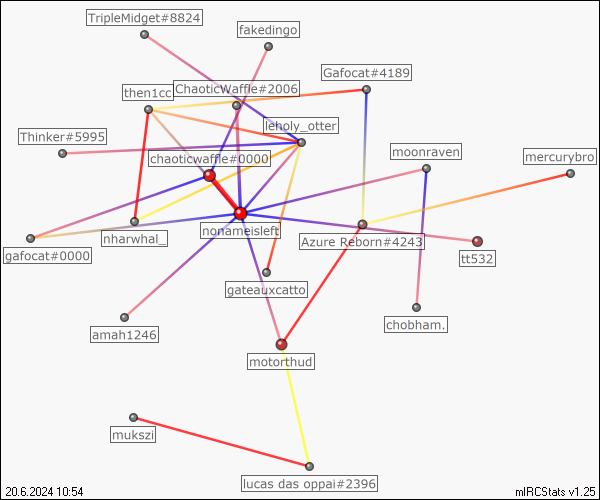 TripleMidget#8824
fakedingo
Gafocat#4189
ChaoticWaffle#2006
then1cc
leholy_otter
Thinker#5995
chaoticwaffle#0000
moonraven
mercurybro
nonameisleft
nharwhal_
Azure Reborn#4243
gafocat#0000
tt532
gateauxcatto
chobham.
amah1246
motorthud
mukszi
lucas das oppai#2396
20.6.2024 10:54
mIRCStats v1.25